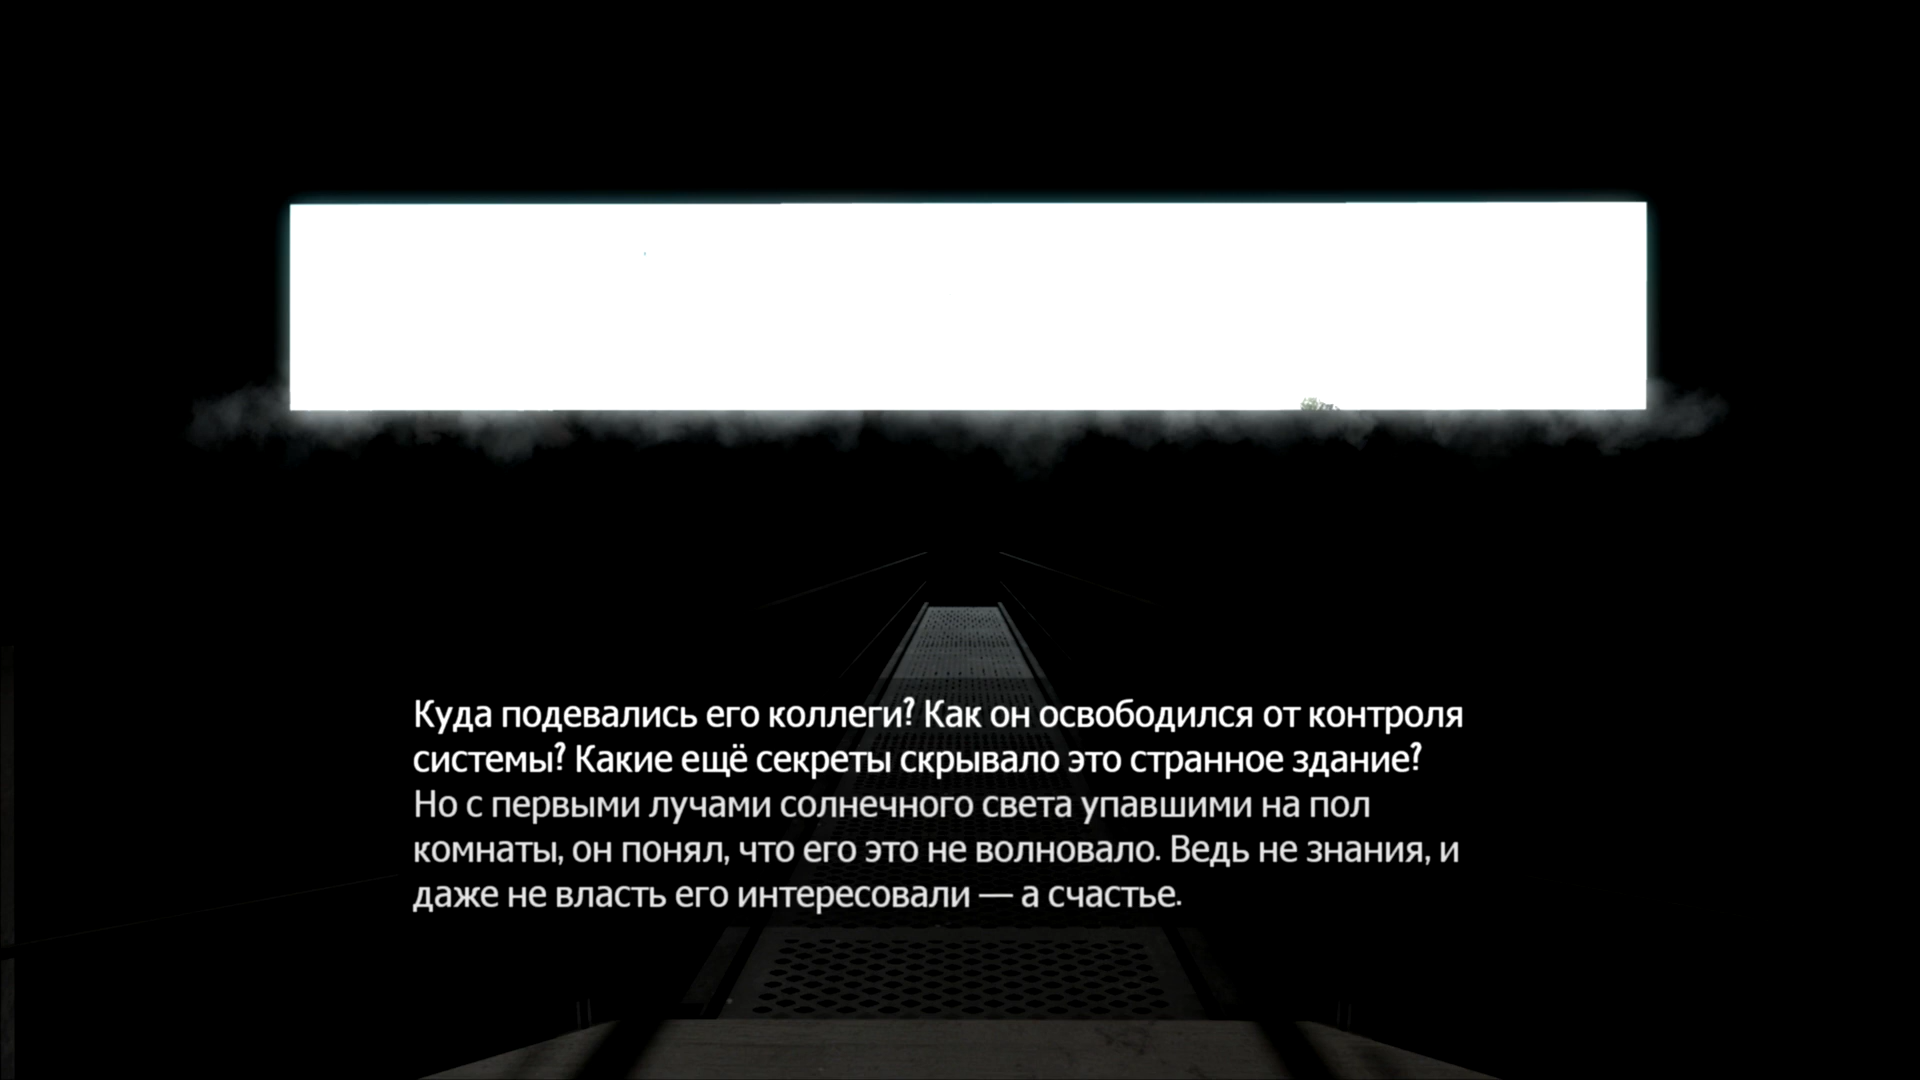 Куда подевались его коллеги? Как он освободился от контроля
системы? Какие ещё секреты скрывало это странное здание?
Но с первыми лучами солнечного света упавшими на пол
комнаты, он понял, что его это не волновало. Ведь не знания, и
даже не власть его интересовали — а счастье.